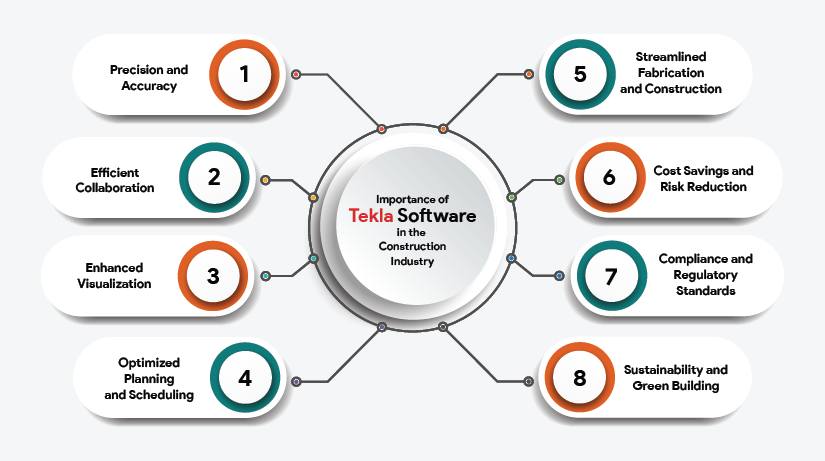 Importance of
Tekla Software
in the
Construction
Industry
1
Precision and
Accuracy
2
Efficient
Collaboration
3
Enhanced
Visualization
4
Optimized
Planning
and Scheduling
5
Streamlined
Fabrication
and Construction
6
Cost Savings and
Risk Reduction
7
Compliance and
Regulatory
Standards
8
Sustainability and
Green Building